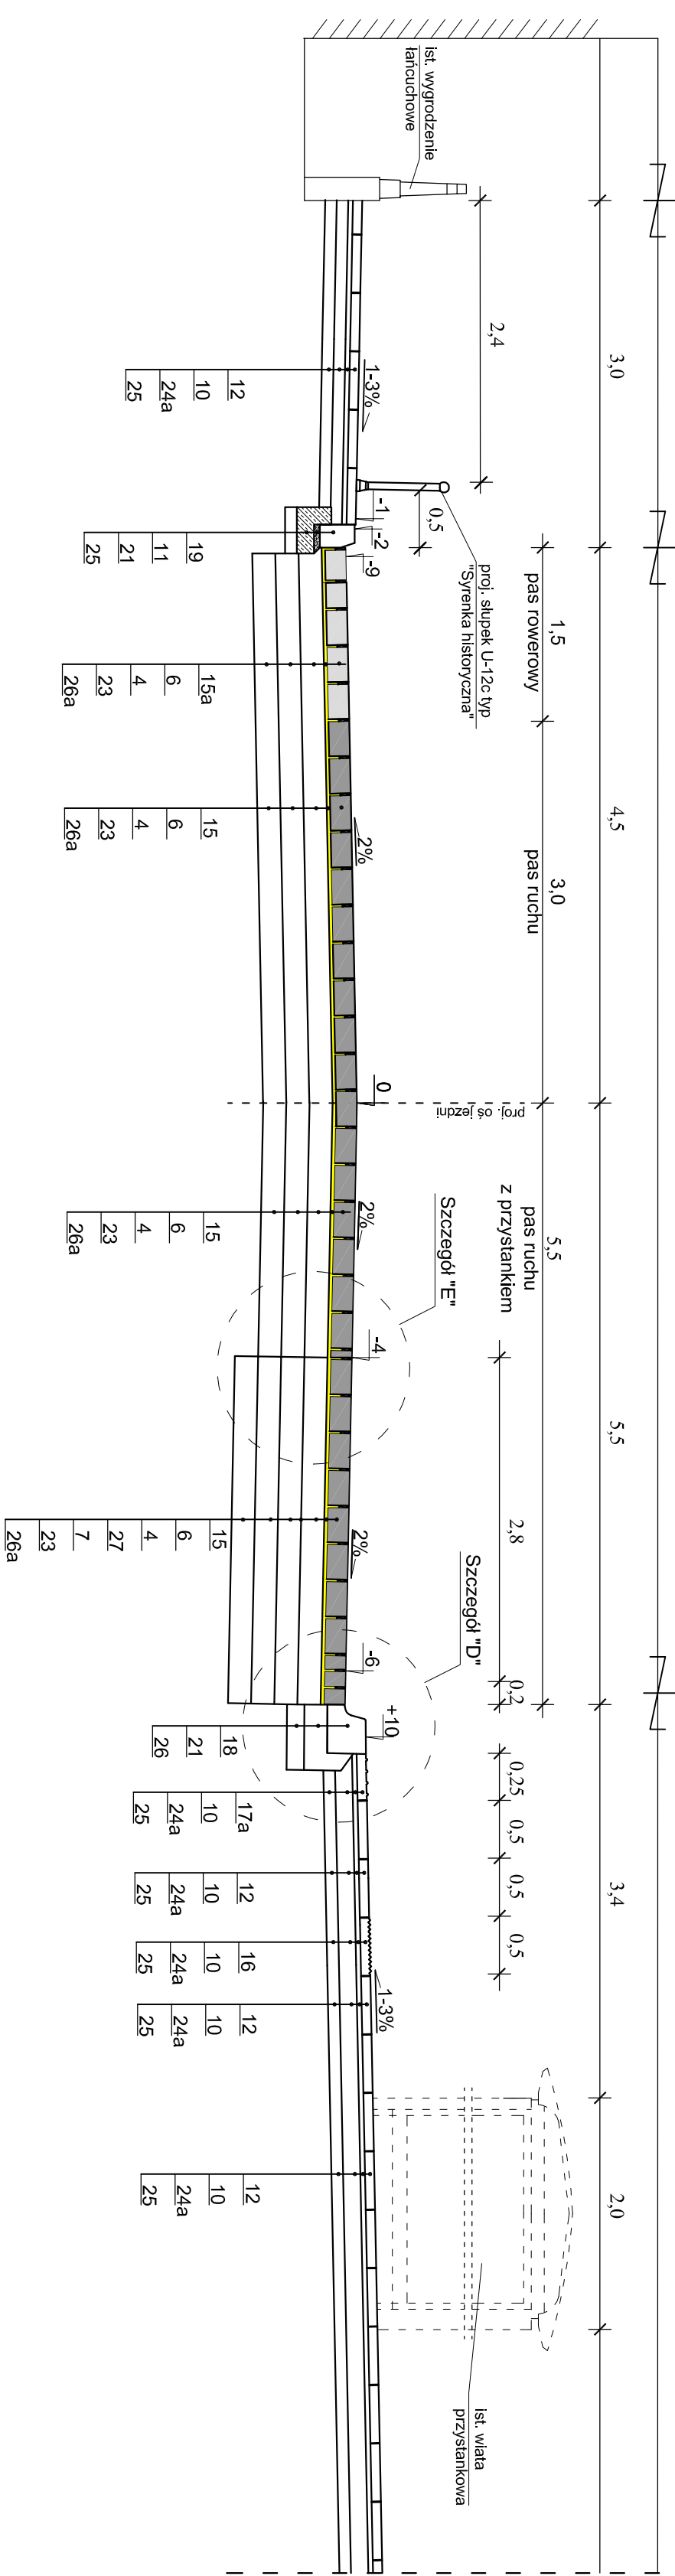 ist. wygrodzenie
łańcuchowe
2,4
3,0
1-3%
12
10
24a
25
-1
-2
0,5
-9
proj. słupek U-12c typ
"Syrenka historyczna"
19
11
21
25
1,5
pas rowerowy
15a
6
4
23
26a
4,5
3,0
pas ruchu
2%
15
6
4
23
26a
0
proj. oś jezdni
2%
15
6
4
23
26a
5,5
pas ruchu
z przystankiem
Szczegół "E"
-4
5,5
2,8
2%
15
6
4
27
7
23
26a
Szczegół "D"
-6
0,2
+10
18
21
26
0,25
17a
10
24a
25
0,5
12
10
24a
25
0,5
3,4
0,5
16
10
24a
25
1-3%
12
10
24a
25
2,0
12
10
24a
25
ist. wiata
przystankowa